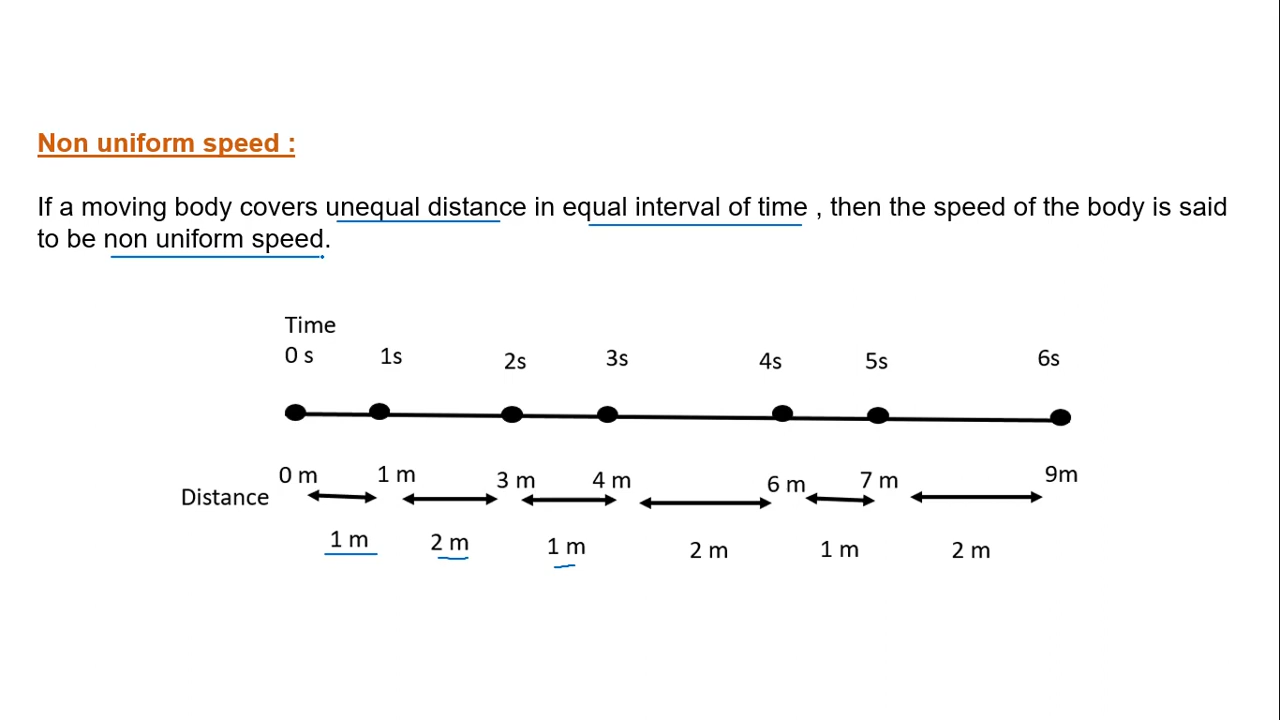 Non uniform speed :
If a moving body covers unequal distance in equal interval of time , then the speed of the body is said
to be non uniform speed.
Time
0 s 1s 2s 3s 4s 5s 6s
0 m 1 m 3 m 4 m 6 m 7 m 9m
Distance
1 m 2 m 1 m 2 m 1 m 2 m